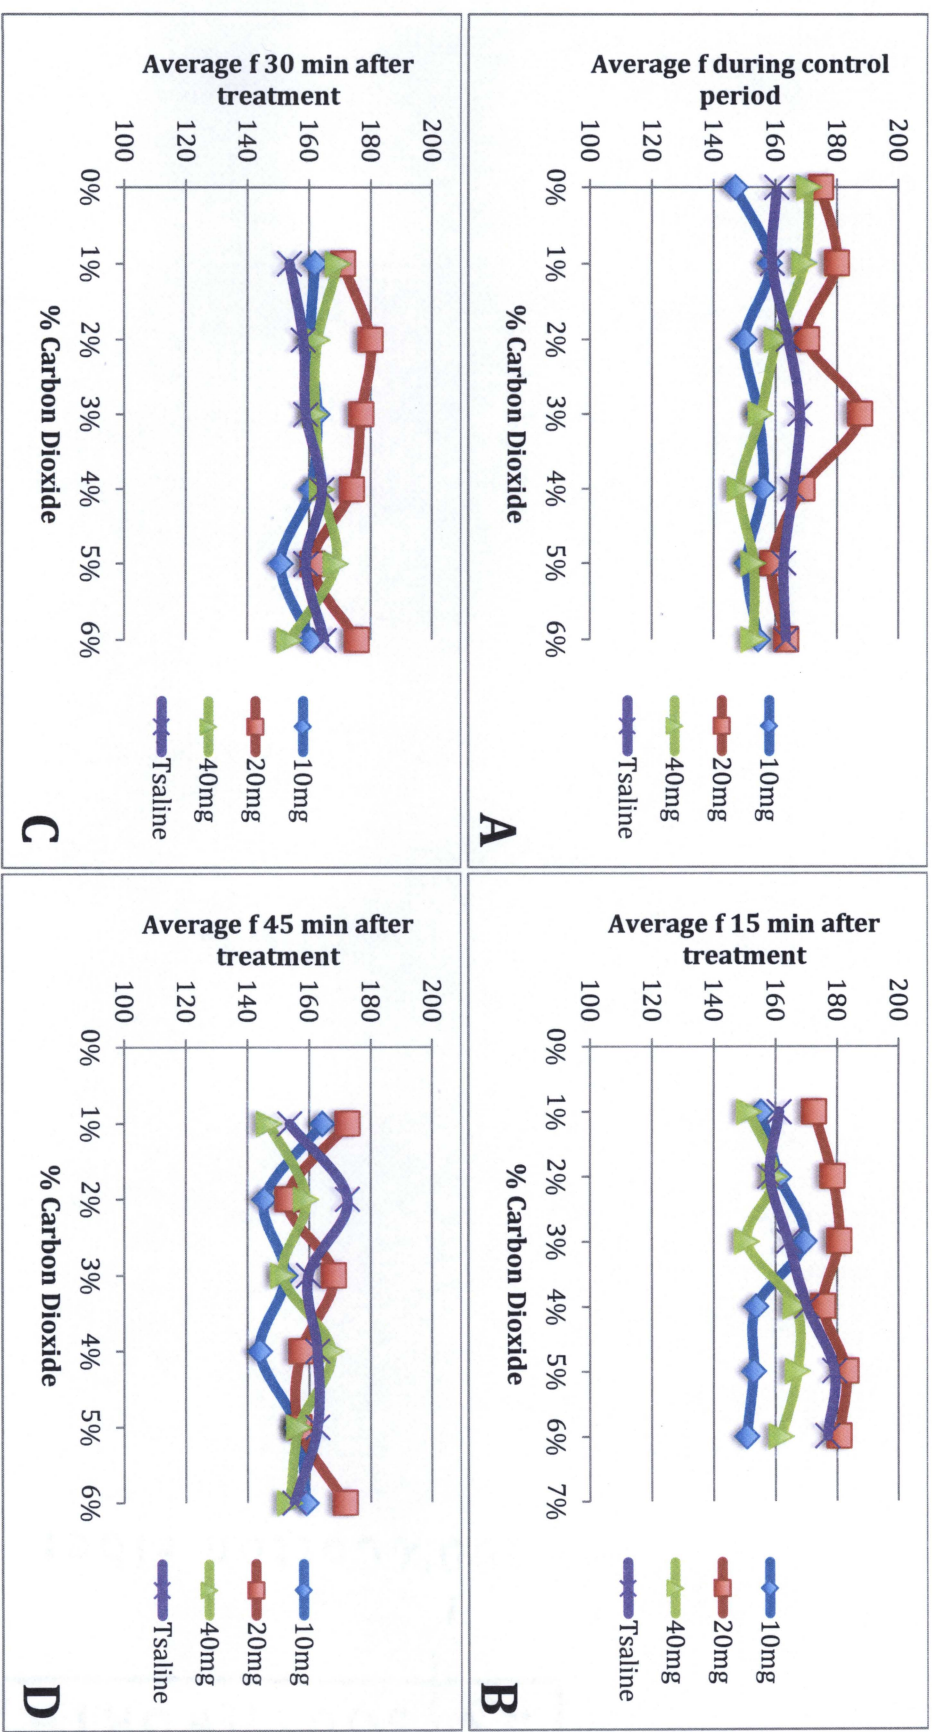 Average f during control
period
200
180
160
140
120
100
0%
1%
2%
3%
4%
5%
6%
% Carbon Dioxide
10mg
20mg
40mg
Tsaline
A
Average f 15 min after
treatment
200
180
160
140
120
100
0%
1%
2%
3%
4%
5%
6%
7%
% Carbon Dioxide
10mg
20mg
40mg
Tsaline
B
Average f 30 min after
treatment
200
180
160
140
120
100
0%
1%
2%
3%
4%
5%
6%
% Carbon Dioxide
10mg
20mg
40mg
Tsaline
C
Average f 45 min after
treatment
200
180
160
140
120
100
0%
1%
2%
3%
4%
5%
6%
% Carbon Dioxide
10mg
20mg
40mg
Tsaline
D